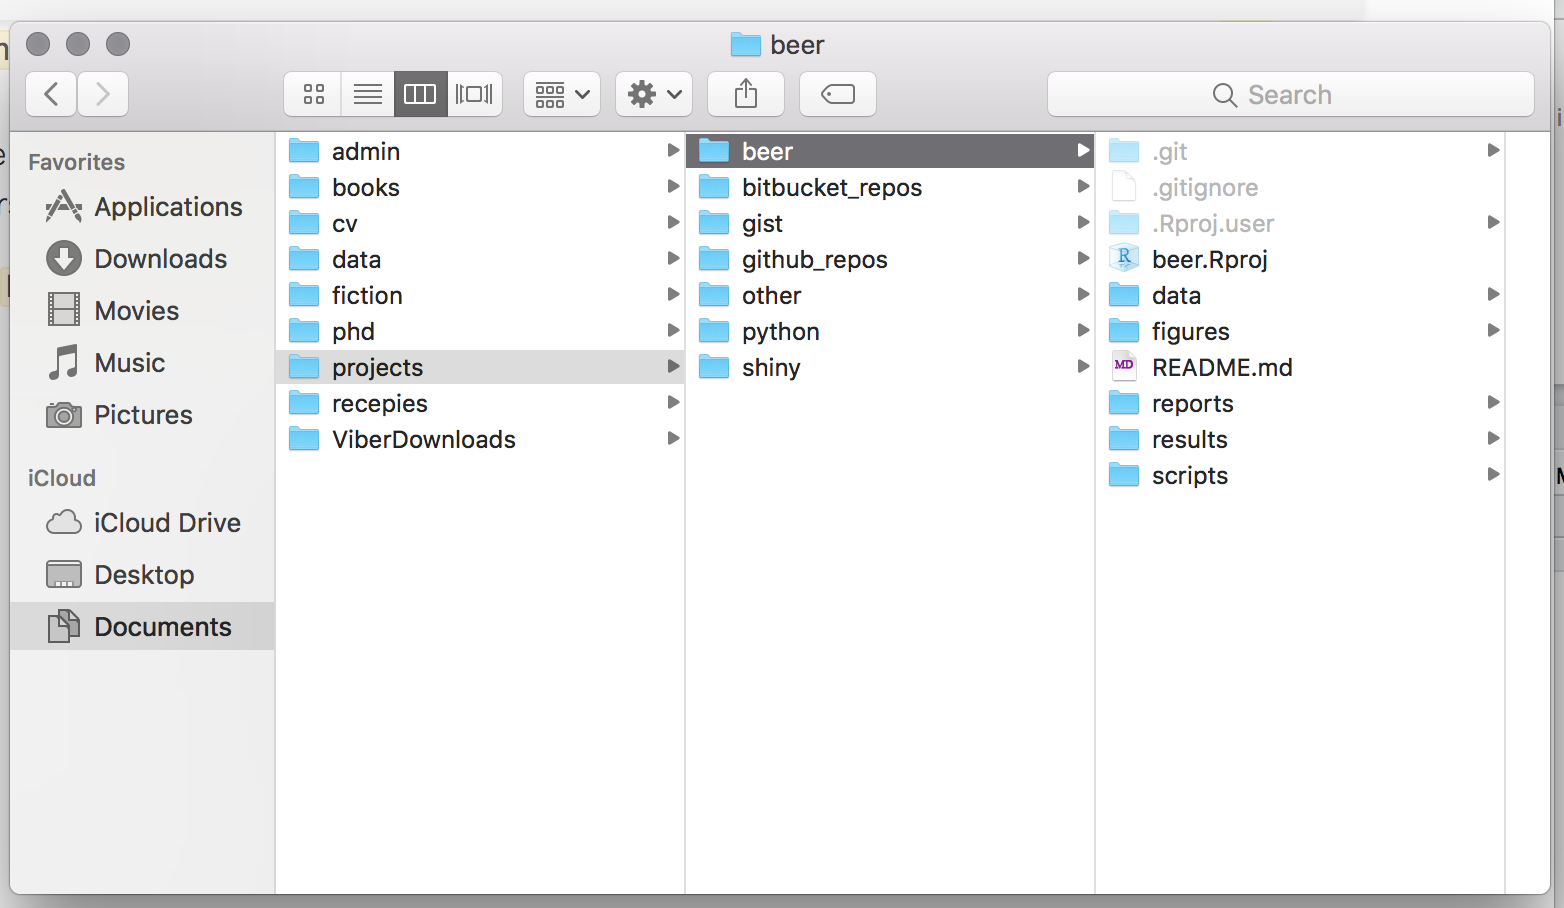 beer
Search
Favorites
Applications
Downloads
Movies
Music
Pictures
iCloud
iCloud Drive
Desktop
Documents
admin
books
cv
data
fiction
phd
projects
recepies
ViberDownloads
beer
bitbucket_repos
gist
github_repos
other
python
shiny
.git
.gitignore
.Rproj.user
R
beer.Rproj
data
figures
MD
README.md
reports
results
scripts